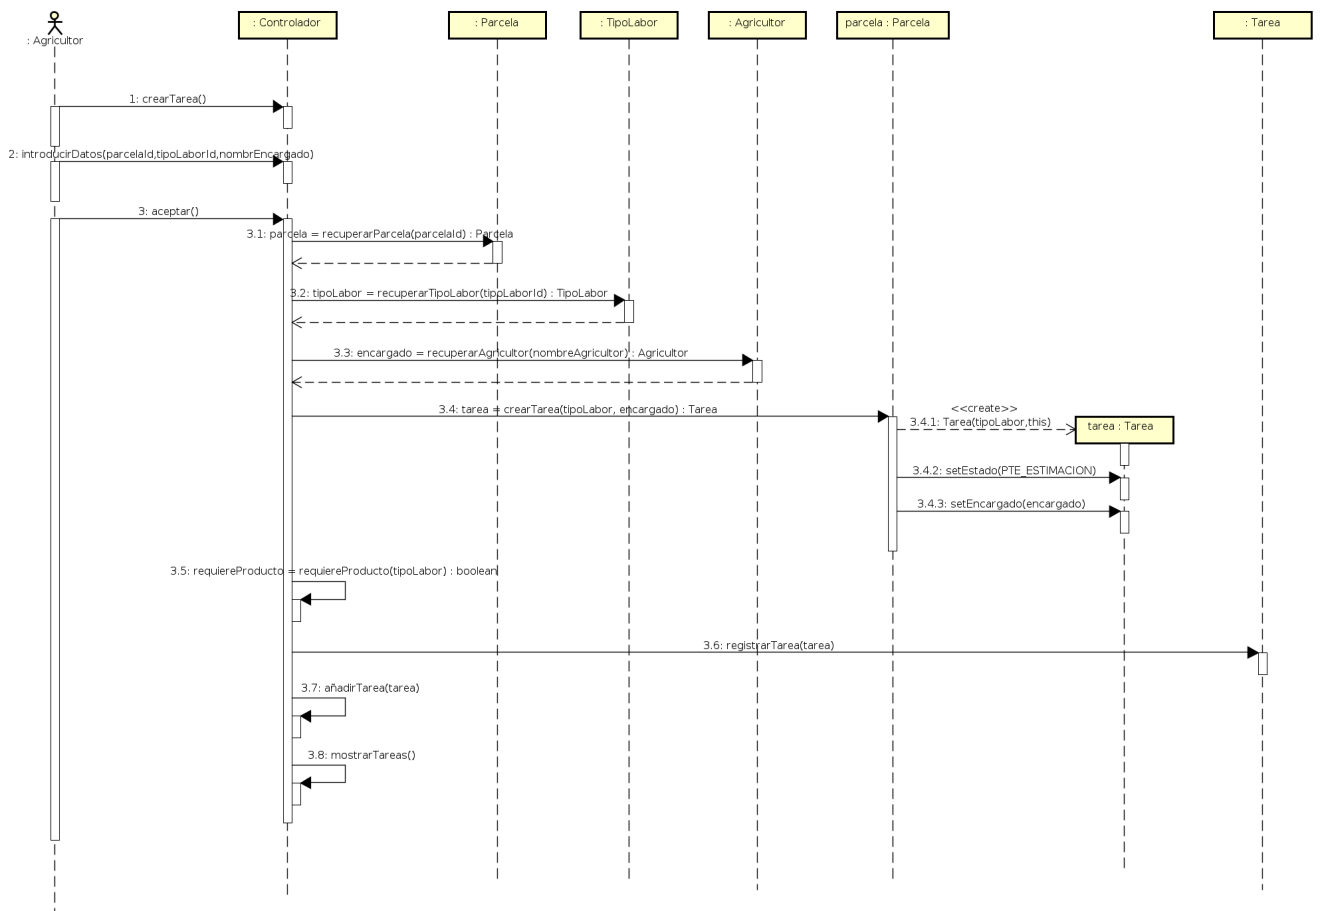 : Agricultor
: Controlador
: Parcela
: TipoLabor
: Agricultor
parcela : Parcela
: Tarea
1: crearTarea()
2: introducirDatos(parcelaId,tipoLaborId,nombrEncargado)
3: aceptar()
3.1: parcela = recuperarParcela(parcelaId) : Parcela
3.2: tipoLabor = recuperarTipoLabor(tipoLaborId) : TipoLabor
3.3: encargado = recuperarAgricultor(nombreAgricultor) : Agricultor
3.4: tarea = crearTarea(tipoLabor, encargado) : Tarea
<<create>>
3.4.1: Tarea(tipoLabor,this)
tarea : Tarea
3.4.2: setEstado(PTE_ESTIMACION)
3.4.3: setEncargado(encargado)
3.5: requiereProducto = requiereProducto(tipoLabor) : boolean
3.6: registrarTarea(tarea)
3.7: añadirTarea(tarea)
3.8: mostrarTareas()